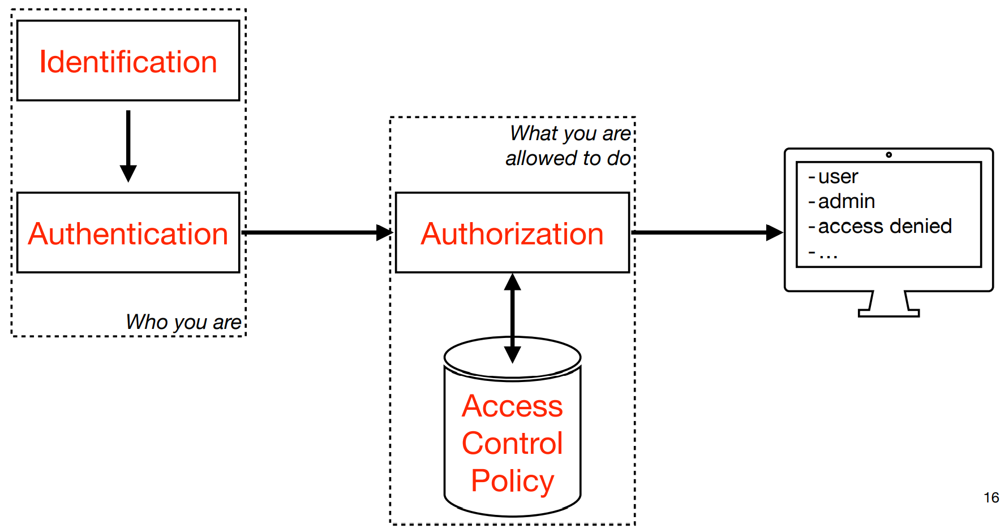 Identification
Authentication
Who you are
What you are
allowed to do
Authorization
Access
Control
Policy
-user
-admin
-access denied
-...
16